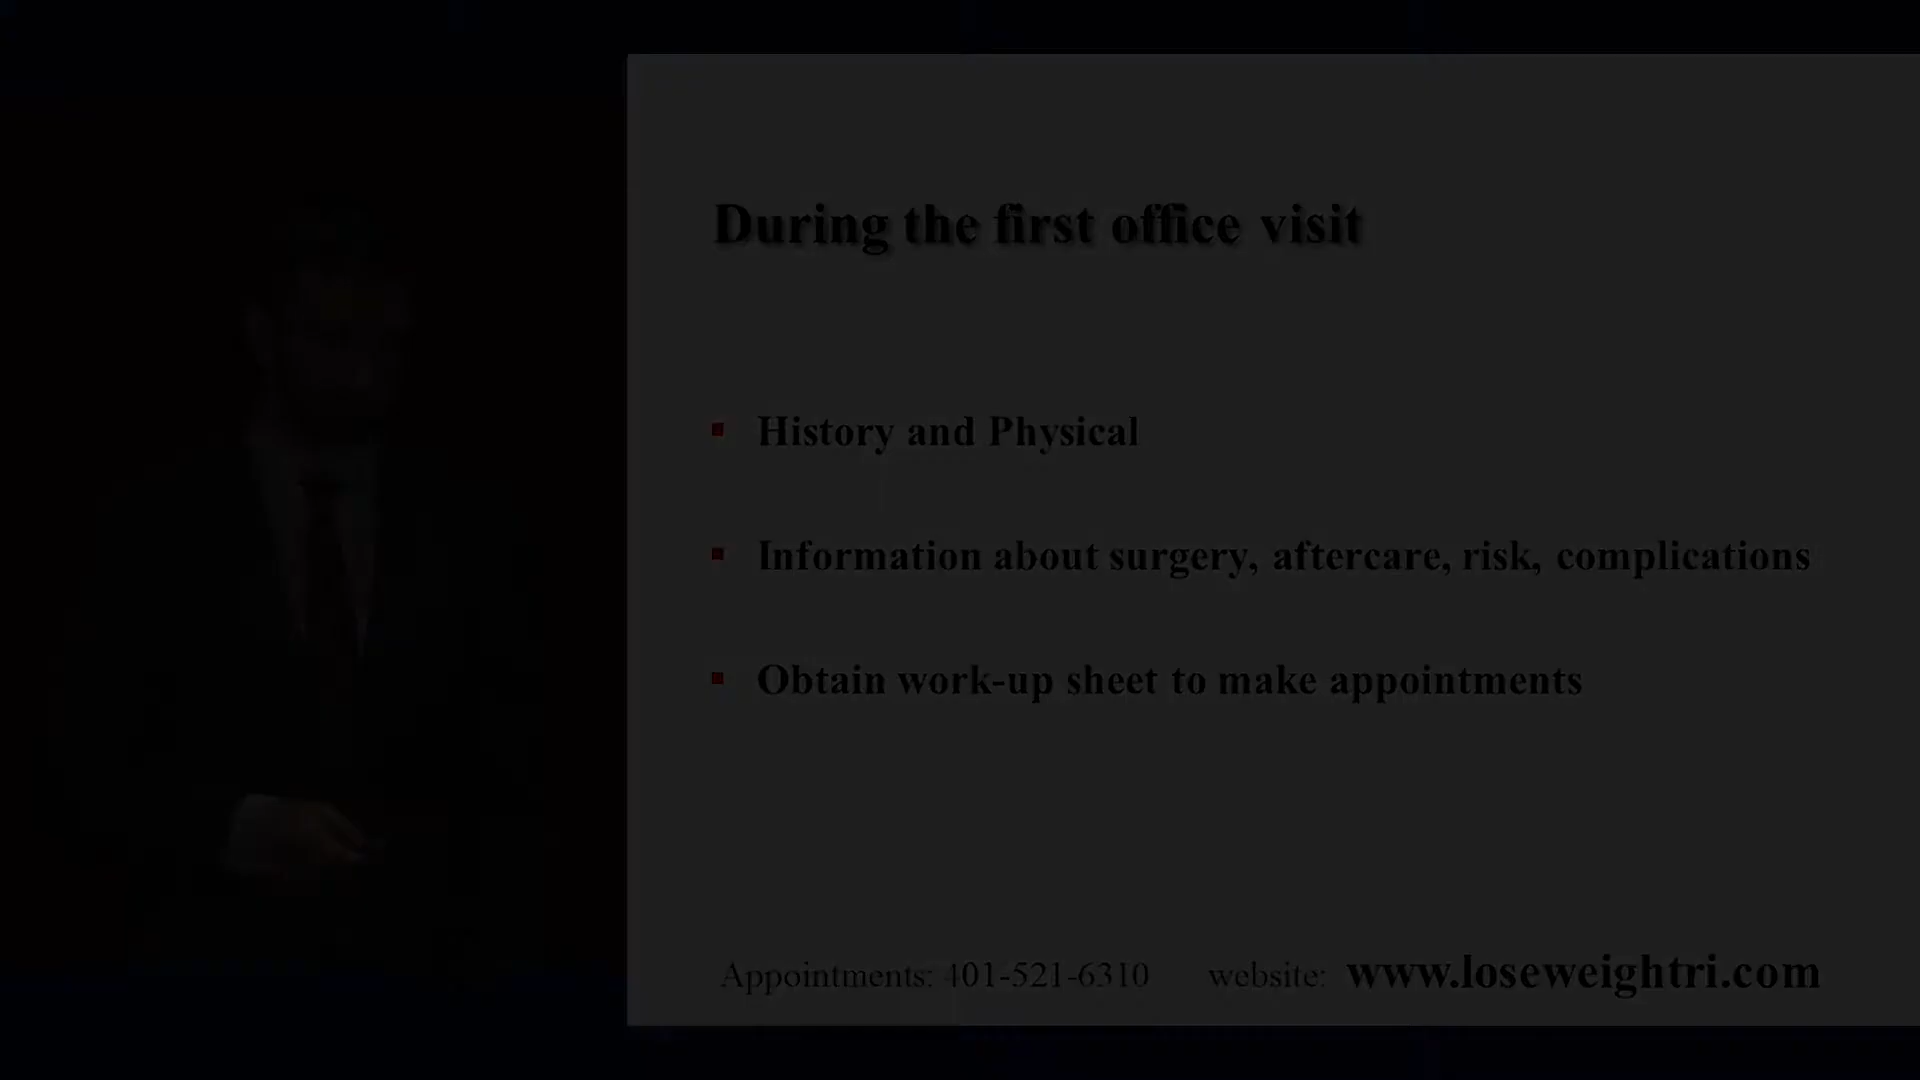 During the first office visit
History and Physical
Information about surgery, aftercare, risk, complications
Obtain work-up sheet to make appointments
Appointments: 401-521-6310 website: www.loseweightri.com